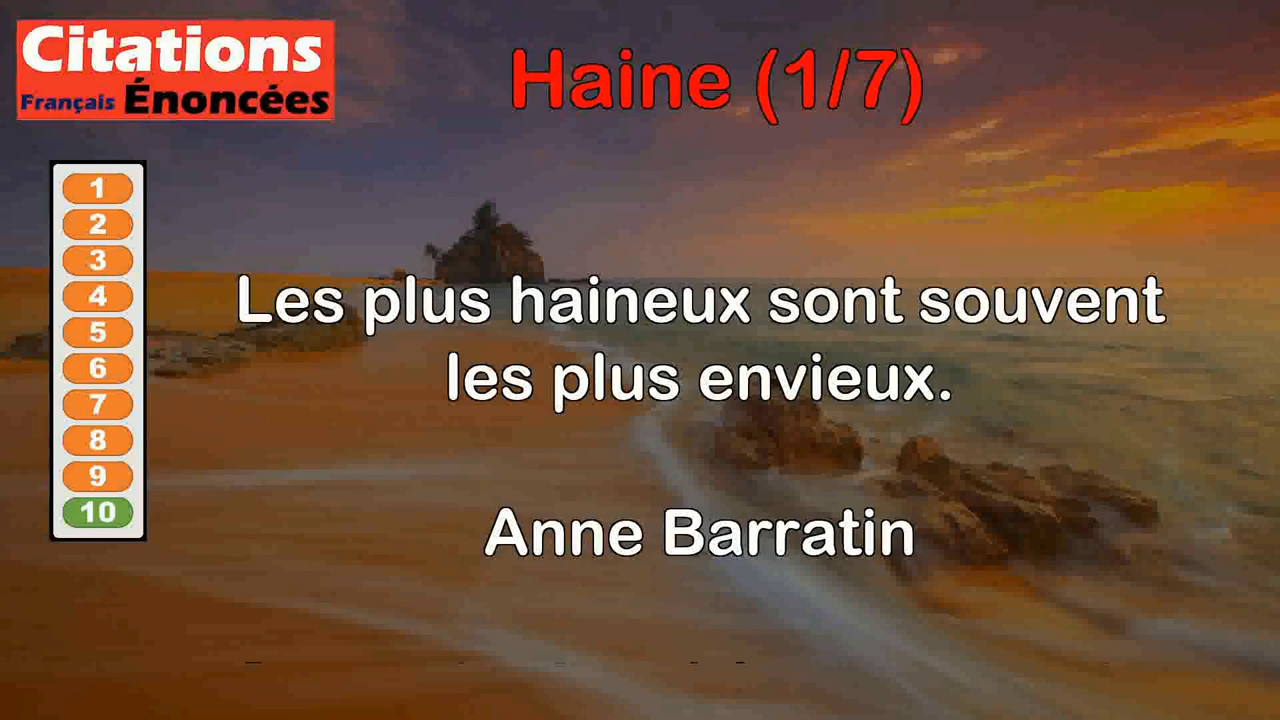 Citations
Français Énoncées
Haine (1/7)
1
2
3
4
5
6
7
8
9
10
Les plus haineux sont souvent
les plus envieux.
Anne Barratin